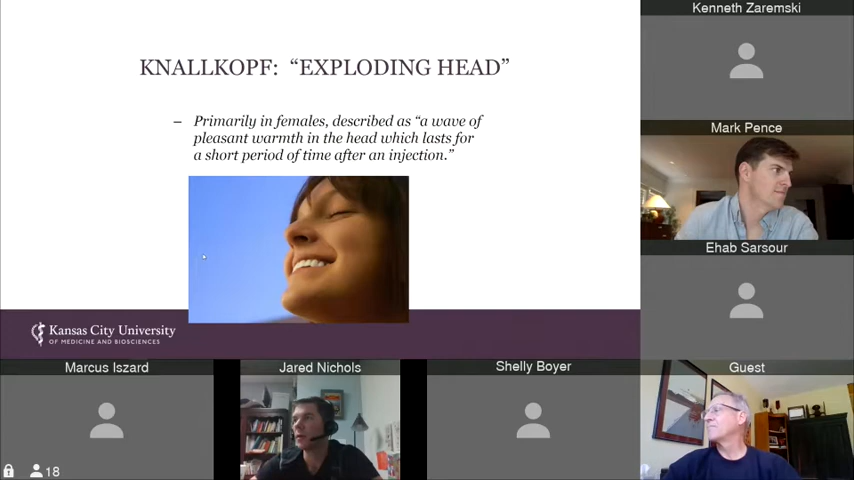 KNALLKOPF: “EXPLODING HEAD”
– Primarily in females, described as “a wave of
pleasant warmth in the head which lasts for
a short period of time after an injection.”
Kansas City University
OF MEDICINE AND BIOSCIENCES
Kenneth Zaremski
Mark Pence
Ehab Sarsour
Marcus Iszard
Jared Nichols
Shelly Boyer
Guest
18